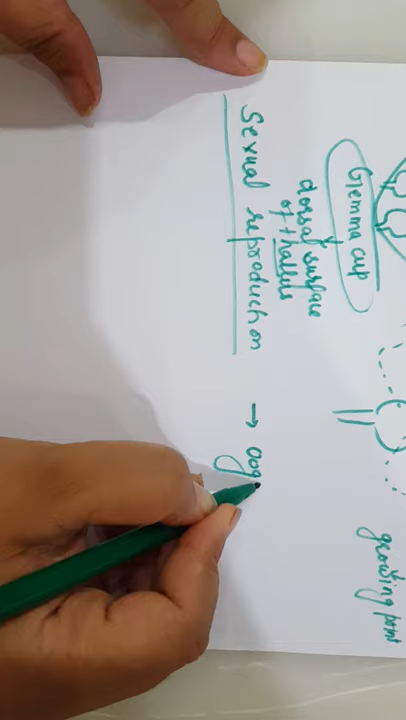 Gemma cup
dorsal surface
of thallus
growing point
Sexual reproduction → Oog